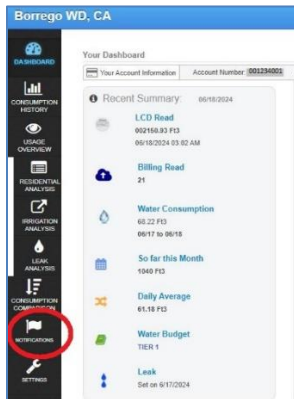 Borrego WD, CA
DASHBOARD
CONSUMPTION
HISTORY
USAGE
OVERVIEW
RESIDENTIAL
ANALYSIS
IRRIGATION
ANALYSIS
LEAK
ANALYSIS
CONSUMPTION
COMPARISON
NOTIFICATIONS
SETTINGS
Your Dashboard
Your Account Information Account Number: 001234001
Recent Summary: 06/18/2024
LCD Read
002150.93 Ft3
06/18/2024 03:02 AM
Billing Read
21
Water Consumption
68.22 Ft3
06/17 to 06/18
So far this Month
1040 Ft3
Daily Average
61.18 Ft3
Water Budget
TIER 1
Leak
Set on 6/17/2024